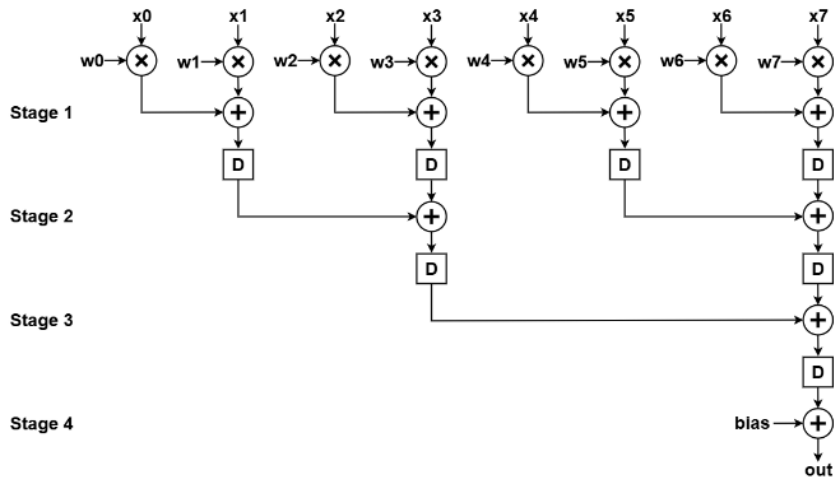 x0 x1 x2 x3 x4 x5 x6 x7
w0 w1 w2 w3 w4 w5 w6 w7
Stage 1
D D D D
Stage 2
D D
Stage 3
D
Stage 4 bias
out